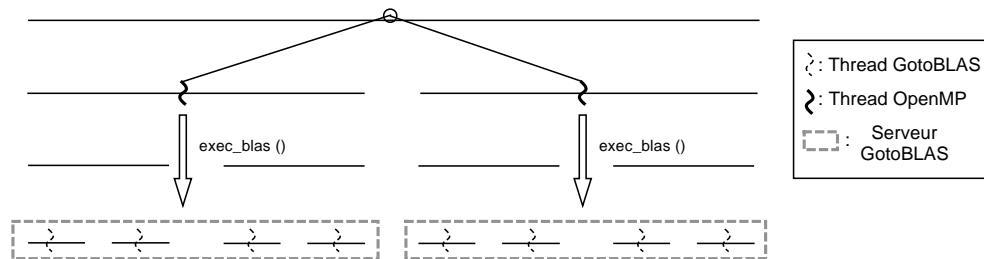 exec_blas ()
exec_blas ()
: Thread GotoBLAS
: Thread OpenMP
: Serveur
GotoBLAS